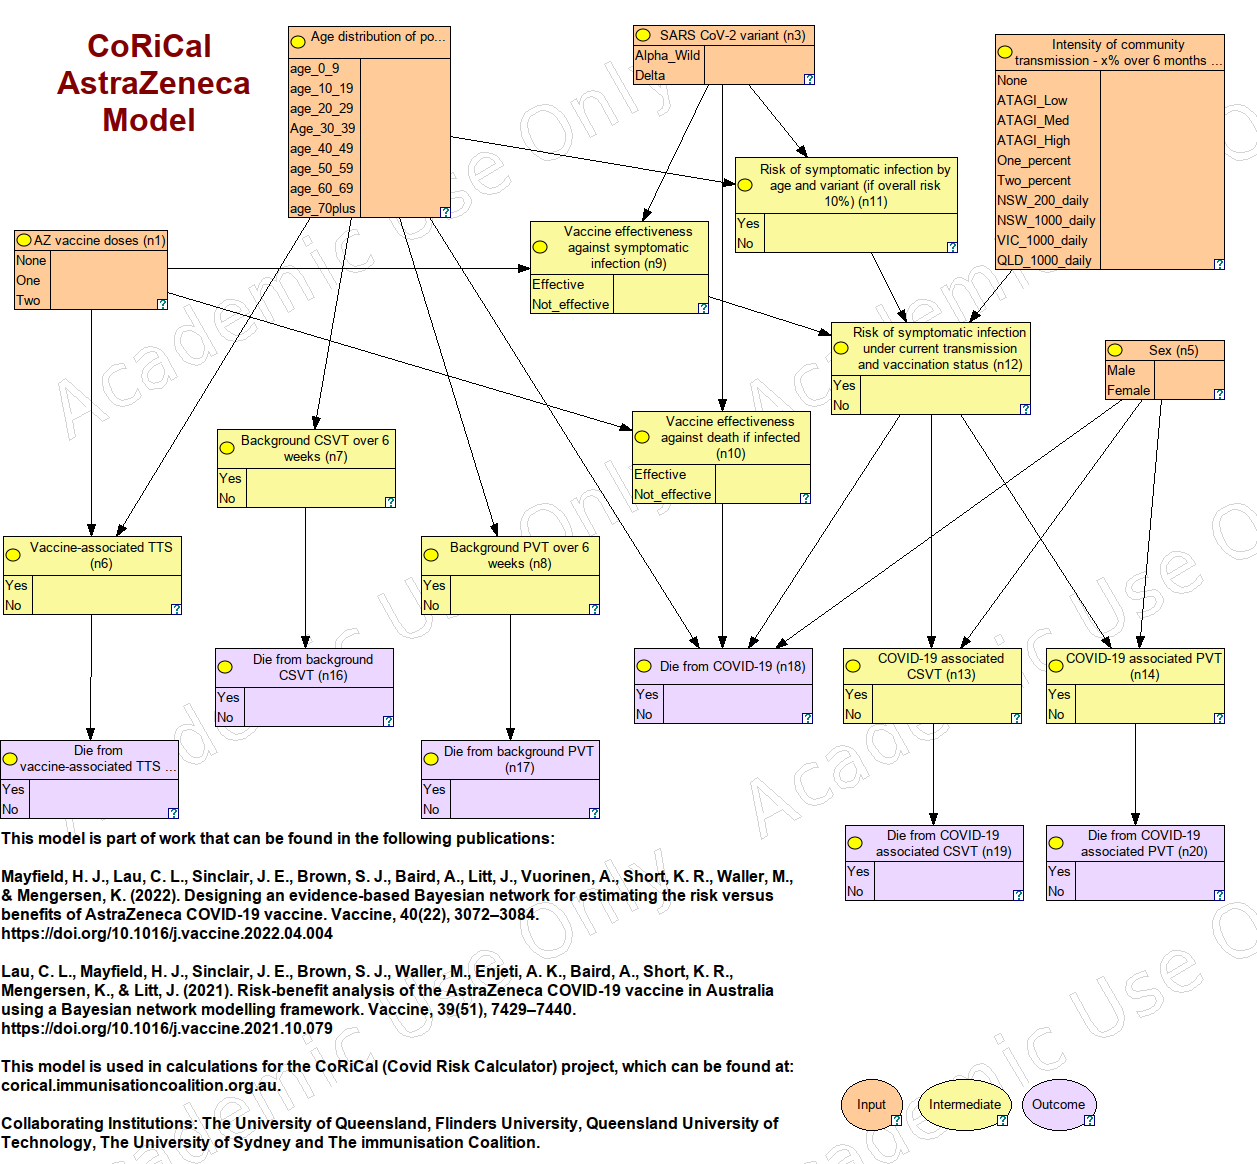 CoRiCal
AstraZeneca
Model
Age distribution of po...
age_0_9
age_10_19
age_20_29
Age_30_39
age_40_49
age_50_59
age_60_69
age_70plus
SARS CoV-2 variant (n3)
Alpha_Wild
Delta
Intensity of community
transmission - x% over 6 months ...
None
ATAGI_Low
ATAGI_Med
ATAGI_High
One_percent
Two_percent
NSW_200_daily
NSW_1000_daily
VIC_1000_daily
QLD_1000_daily
Risk of symptomatic infection by
age and variant (if overall risk
10%) (n11)
Yes
No
AZ vaccine doses (n1)
None
One
Two
Vaccine effectiveness
against symptomatic
infection (n9)
Effective
Not_effective
Risk of symptomatic infection
under current transmission
and vaccination status (n12)
Yes
No
Sex (n5)
Male
Female
Background CSVT over 6
weeks (n7)
Yes
No
Vaccine effectiveness
against death if infected
(n10)
Effective
Not_effective
Vaccine-associated TTS
(n6)
Yes
No
Background PVT over 6
weeks (n8)
Yes
No
Die from background
CSVT (n16)
Yes
No
Die from COVID-19 (n18)
Yes
No
COVID-19 associated
CSVT (n13)
Yes
No
COVID-19 associated PVT
(n14)
Yes
No
Die from
vaccine-associated TTS ...
Yes
No
Die from background PVT
(n17)
Yes
No
Die from COVID-19
associated CSVT (n19)
Yes
No
Die from COVID-19
associated PVT (n20)
Yes
No
This model is part of work that can be found in the following publications:
Mayfield, H. J., Lau, C. L., Sinclair, J. E., Brown, S. J., Baird, A., Litt, J., Vuorinen, A., Short, K. R., Waller, M.,
& Mengersen, K. (2022). Designing an evidence-based Bayesian network for estimating the risk versus
benefits of AstraZeneca COVID-19 vaccine. Vaccine, 40(22), 3072–3084.
https://doi.org/10.1016/j.vaccine.2022.04.004
Lau, C. L., Mayfield, H. J., Sinclair, J. E., Brown, S. J., Waller, M., Enjeti, A. K., Baird, A., Short, K. R.,
Mengersen, K., & Litt, J. (2021). Risk-benefit analysis of the AstraZeneca COVID-19 vaccine in Australia
using a Bayesian network modelling framework. Vaccine, 39(51), 7429–7440.
https://doi.org/10.1016/j.vaccine.2021.10.079
This model is used in calculations for the CoRiCal (Covid Risk Calculator) project, which can be found at:
corical.immunisationcoalition.org.au.
Collaborating Institutions: The University of Queensland, Flinders University, Queensland University of
Technology, The University of Sydney and The immunisation Coalition.
Input
Intermediate
Outcome
Academic Use Only
Academic Use Only
Academic Use Only
Academic Use Only